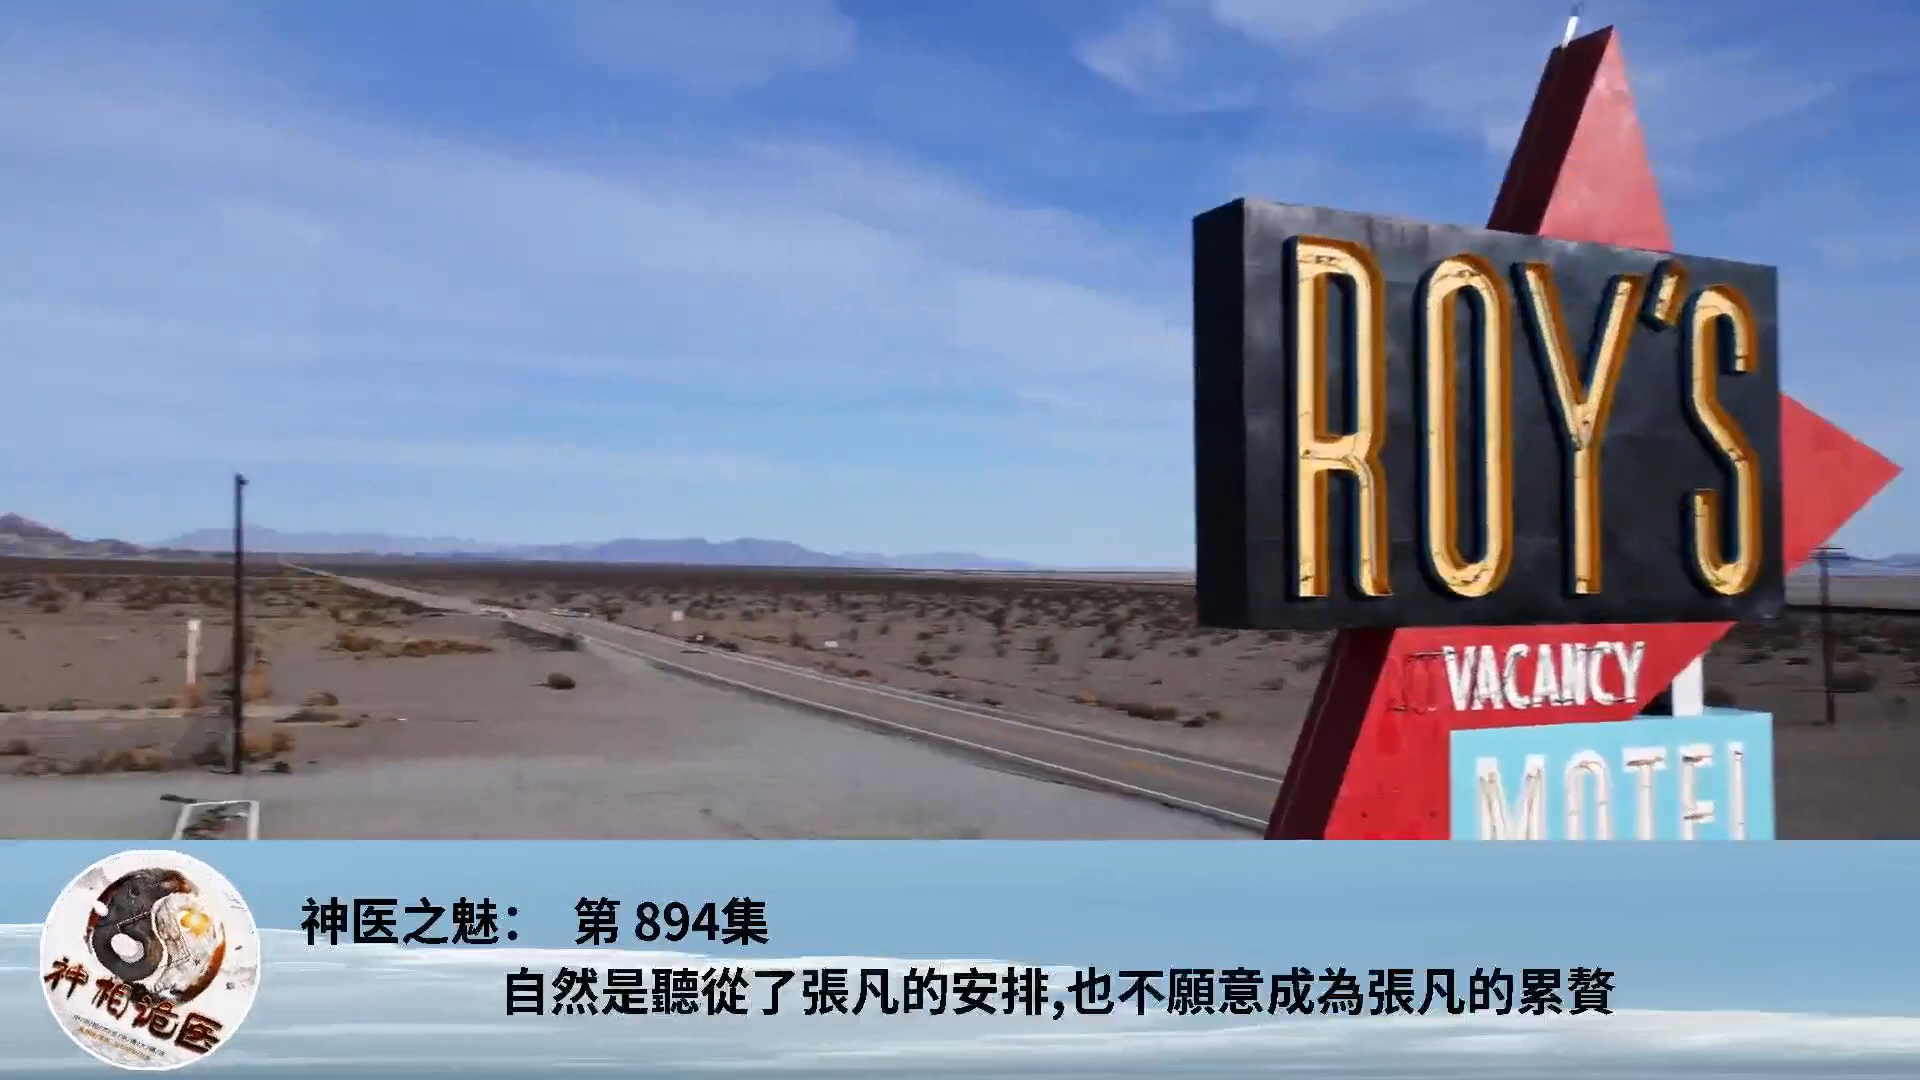 ROY'S
VACANCY
MOTEL
神医之魅： 第 894集
自然是聽從了張凡的安排,也不願意成為張凡的累贅
神相诡医